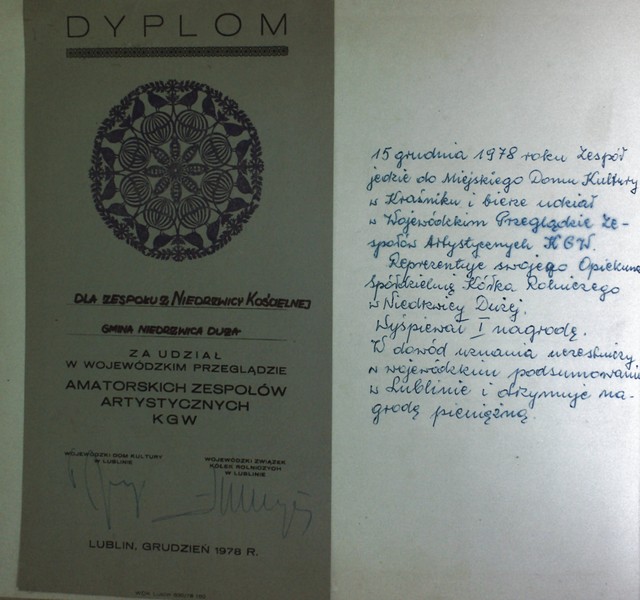 DYPLOM
DLA ZESPOŁU Z NIEDRZWICY KOŚCIELNEJ
GMINA NIEDRZWICA DUŻA
ZA UDZIAŁ
W WOJEWÓDZKIM PRZEGLĄDZIE
AMATORSKICH ZESPOŁÓW
ARTYSTYCZNYCH
KGW
WOJEWÓDZKI DOM KULTURY
W LUBLINIE
WOJEWÓDZKI ZWIĄZEK
KÓŁEK ROLNICZYCH
W LUBLINIE
LUBLIN, GRUDZIEŃ 1978 R.
15 grudnia 1978 roku Zespół
jedzie do Miejskiego Domu Kultury
w Kraśniku i bierze udział
w Wojewódzkim Przeglądzie Ze-
społów Artystycznych KGW.
Reprezentuje swojego Opiekuna
Spółdzielnię Kółka Rolniczego
w Niedrzwicy Dużej.
Wyśpiewał I nagrodę.
W dowód uznania uczestniczy
w wojewódzkim podsumowaniu
w Lublinie i otrzymuje na-
grodę pieniężną.